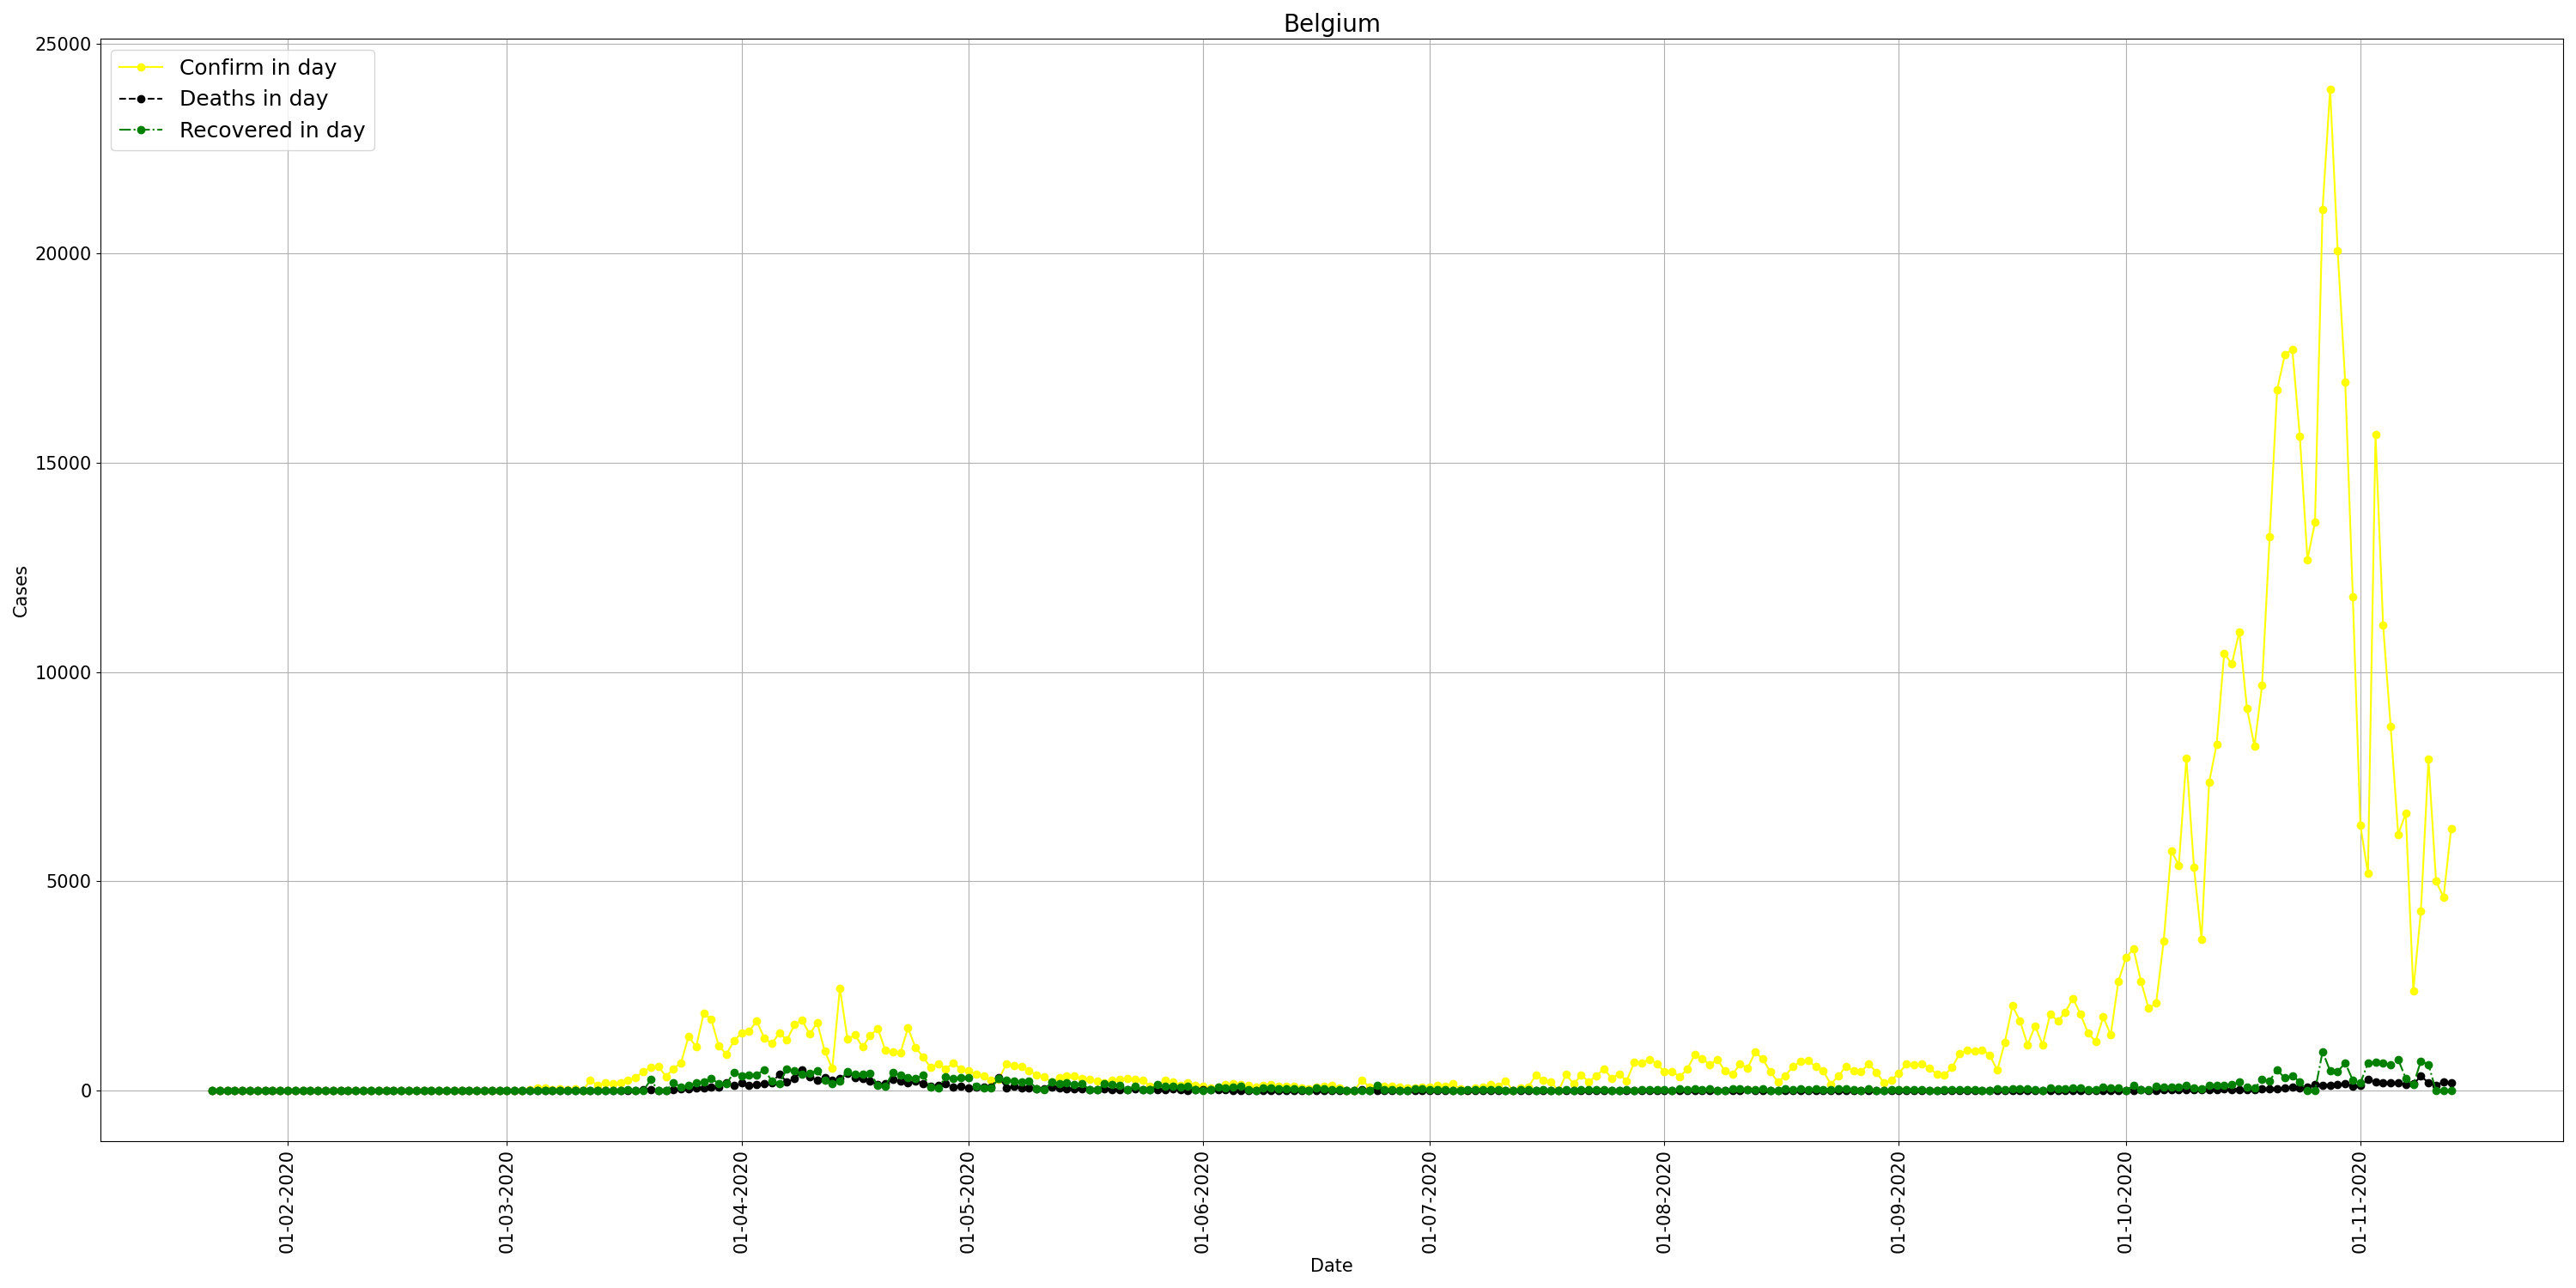 Belgium
25000
Confirm in day
Deaths in day
Recovered in day
20000
15000
Cases
10000
5000
0
01-02-2020
01-03-2020
01-04-2020
01-05-2020
01-06-2020
01-07-2020
01-08-2020
01-09-2020
01-10-2020
01-11-2020
Date